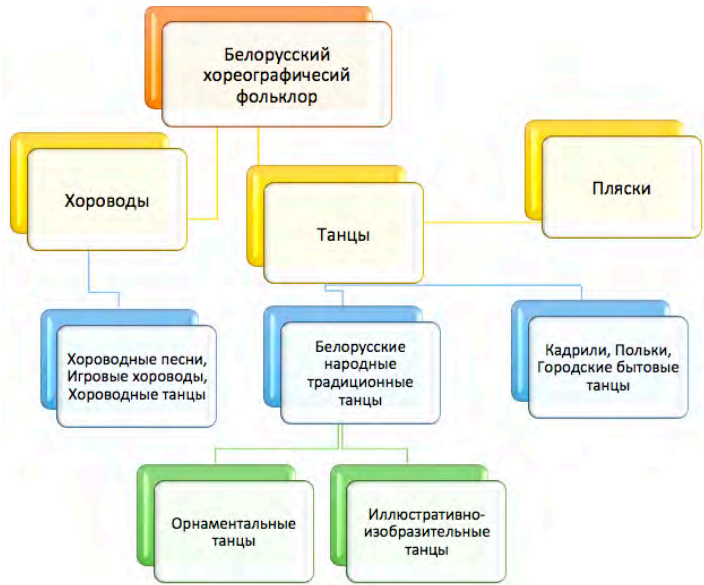 Белорусский
хореографичесий
фольклор
Хороводы
Танцы
Пляски
Хороводные песни,
Игровые хороводы,
Хороводные танцы
Белорусские
народные
традиционные
танцы
Кадрили, Польки,
Городские бытовые
танцы
Орнаментальные
танцы
Иллюстративно-
изобразительные
танцы